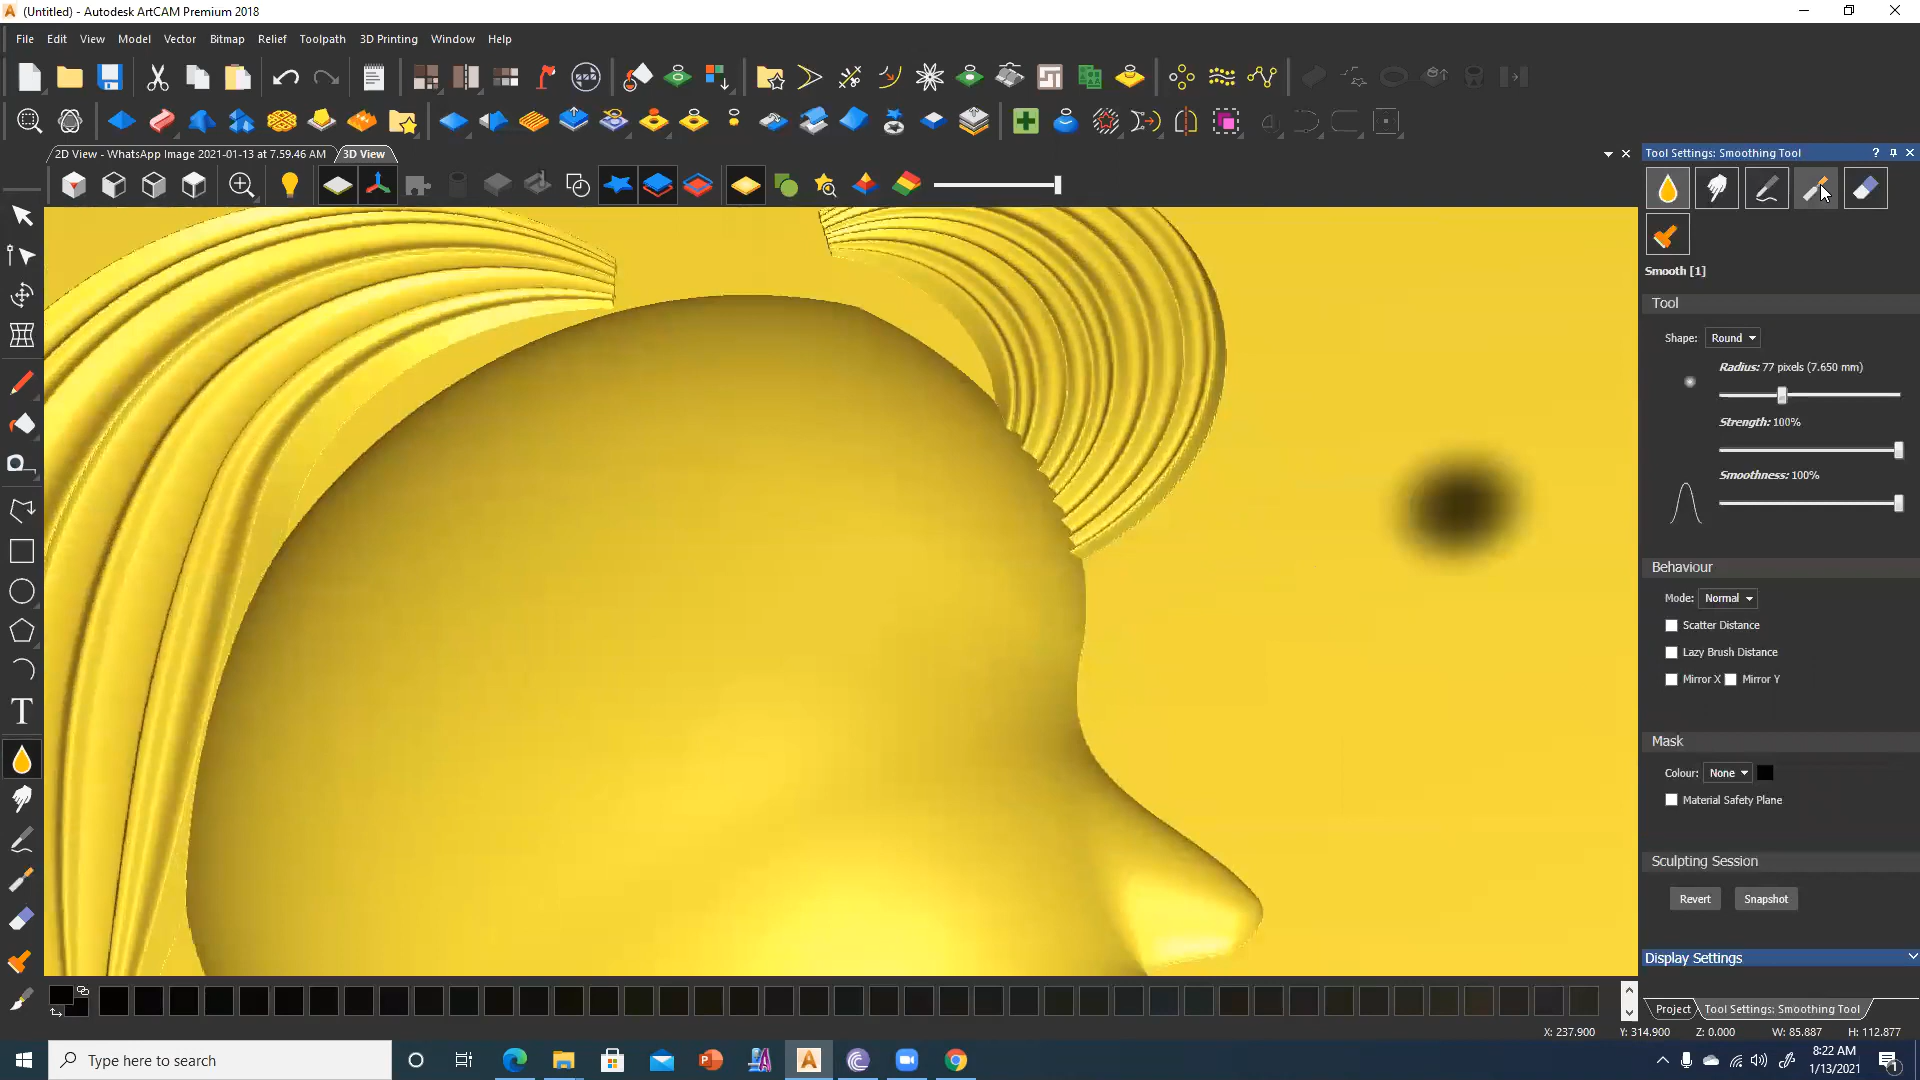 (Untitled) - Autodesk ArtCAM Premium 2018
File Edit View Model Vector Bitmap Relief Toolpath 3D Printing Window Help
2D View - WhatsApp Image 2021-01-13 at 7.59.46 AM 3D View
Tool Settings: Smoothing Tool
Smooth [1]
Tool
Shape: Round
Radius: 77 pixels (7.650 mm)
Strength: 100%
Smoothness: 100%
Behaviour
Mode: Normal
Scatter Distance
Lazy Brush Distance
Mirror X Mirror Y
Mask
Colour: None
Material Safety Plane
Sculpting Session
Revert Snapshot
Display Settings
Project Tool Settings: Smoothing Tool
X: 237.900 Y: 314.900 Z: 0.000 W: 85.887 H: 112.877
Type here to search
8:22 AM
1/13/2021
1